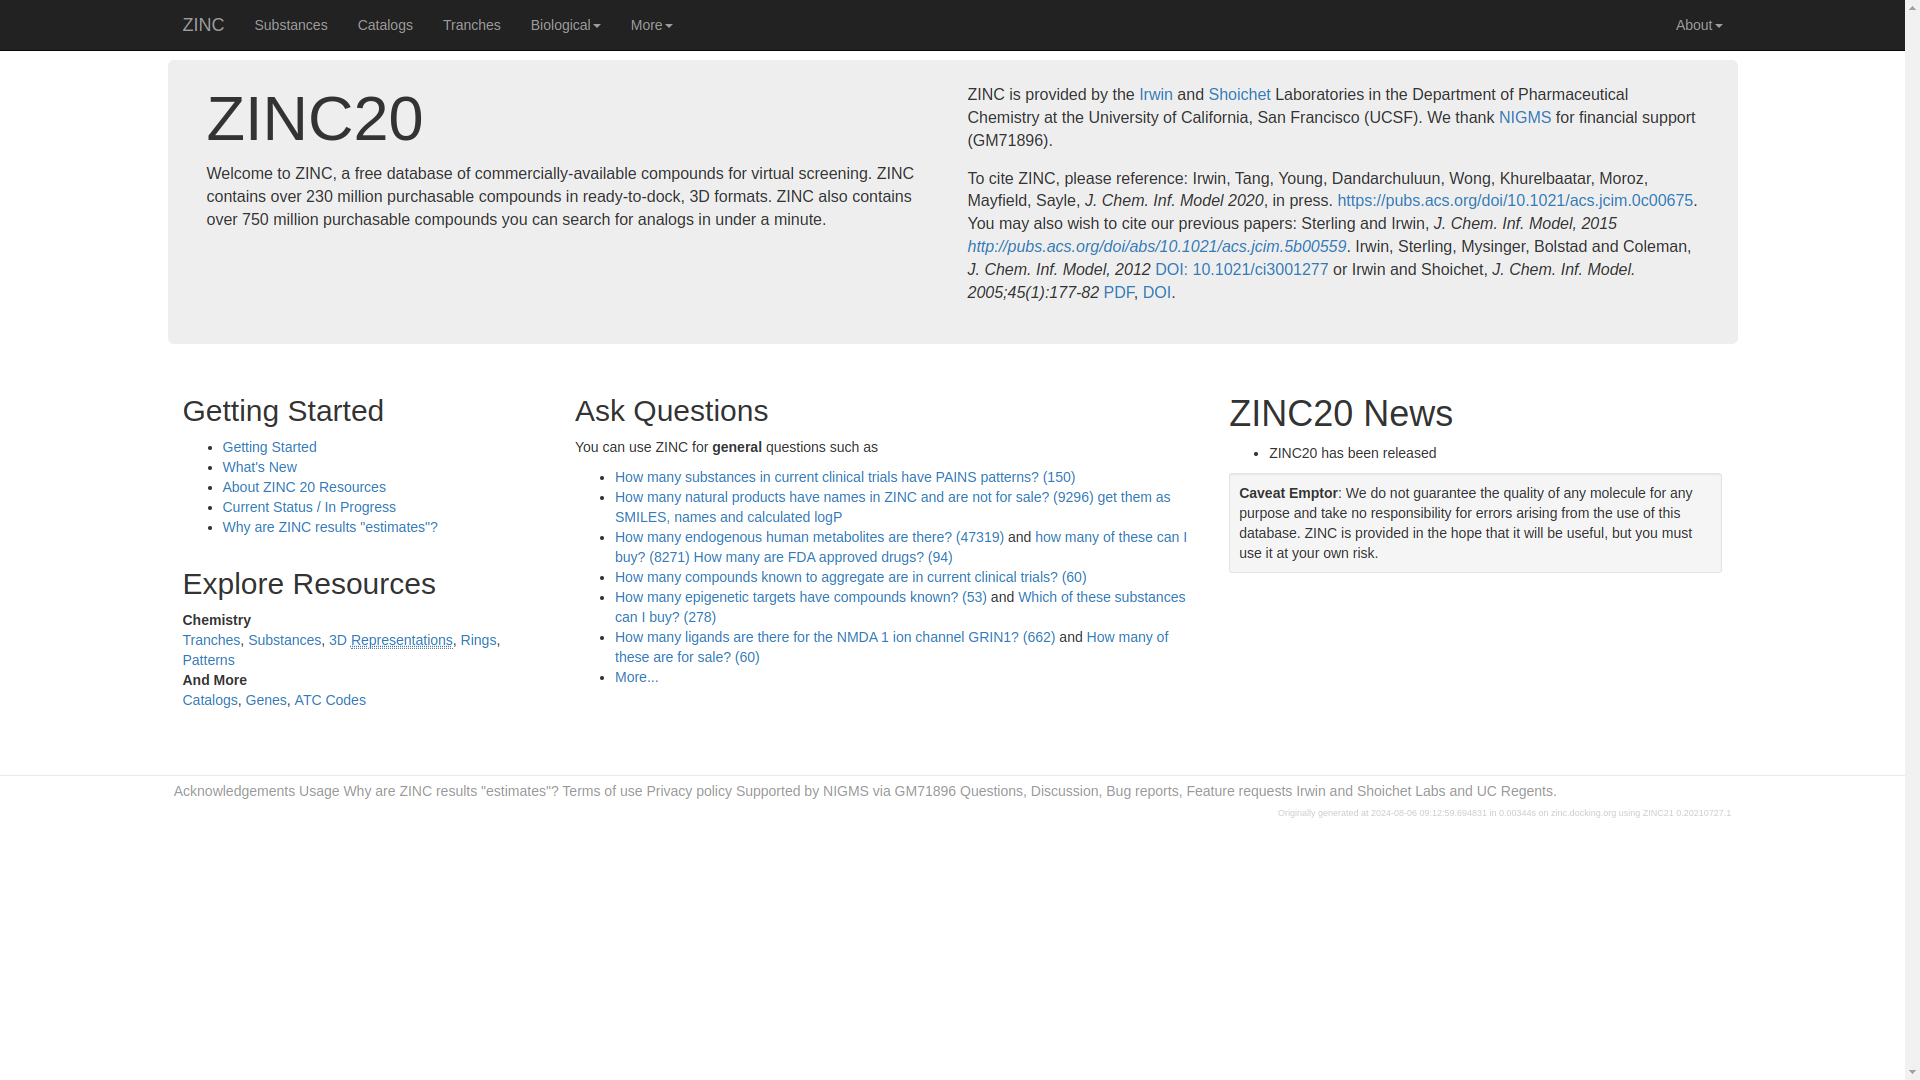 ZINC Substances Catalogs Tranches Biological More About
ZINC20
Welcome to ZINC, a free database of commercially-available compounds for virtual screening. ZINC
contains over 230 million purchasable compounds in ready-to-dock, 3D formats. ZINC also contains
over 750 million purchasable compounds you can search for analogs in under a minute.
ZINC is provided by the Irwin and Shoichet Laboratories in the Department of Pharmaceutical
Chemistry at the University of California, San Francisco (UCSF). We thank NIGMS for financial support
(GM71896).
To cite ZINC, please reference: Irwin, Tang, Young, Dandarchuluun, Wong, Khurelbaatar, Moroz,
Mayfield, Sayle, J. Chem. Inf. Model 2020, in press. https://pubs.acs.org/doi/10.1021/acs.jcim.0c00675.
You may also wish to cite our previous papers: Sterling and Irwin, J. Chem. Inf. Model, 2015
http://pubs.acs.org/doi/abs/10.1021/acs.jcim.5b00559. Irwin, Sterling, Mysinger, Bolstad and Coleman,
J. Chem. Inf. Model, 2012 DOI: 10.1021/ci3001277 or Irwin and Shoichet, J. Chem. Inf. Model.
2005;45(1):177-82 PDF, DOI.
Getting Started
Getting Started
What's New
About ZINC 20 Resources
Current Status / In Progress
Why are ZINC results "estimates"?
Explore Resources
Chemistry
Tranches, Substances, 3D Representations, Rings,
Patterns
And More
Catalogs, Genes, ATC Codes
Ask Questions
You can use ZINC for general questions such as
How many substances in current clinical trials have PAINS patterns? (150)
How many natural products have names in ZINC and are not for sale? (9296) get them as
SMILES, names and calculated logP
How many endogenous human metabolites are there? (47319) and how many of these can I
buy? (8271) How many are FDA approved drugs? (94)
How many compounds known to aggregate are in current clinical trials? (60)
How many epigenetic targets have compounds known? (53) and Which of these substances
can I buy? (278)
How many ligands are there for the NMDA 1 ion channel GRIN1? (662) and How many of
these are for sale? (60)
More...
ZINC20 News
ZINC20 has been released
Caveat Emptor: We do not guarantee the quality of any molecule for any
purpose and take no responsibility for errors arising from the use of this
database. ZINC is provided in the hope that it will be useful, but you must
use it at your own risk.
Acknowledgements Usage Why are ZINC results "estimates"? Terms of use Privacy policy Supported by NIGMS via GM71896 Questions, Discussion, Bug reports, Feature requests Irwin and Shoichet Labs and UC Regents.
Originally generated at 2024-08-06 09:12:59.694831 in 0.00344s on zinc.docking.org using ZINC21 0.20210727.1